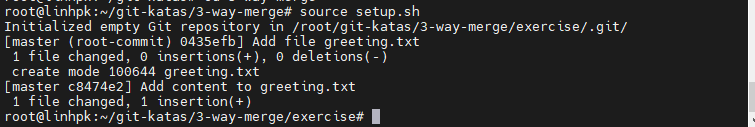 root@linhpk:~/git-katas/3-way-merge# source setup.sh
Initialized empty Git repository in /root/git-katas/3-way-merge/exercise/.git/
[master (root-commit) 0435efb] Add file greeting.txt
 1 file changed, 0 insertions(+), 0 deletions(-)
 create mode 100644 greeting.txt
[master c8474e2] Add content to greeting.txt
 1 file changed, 1 insertion(+)
root@linhpk:~/git-katas/3-way-merge/exercise#